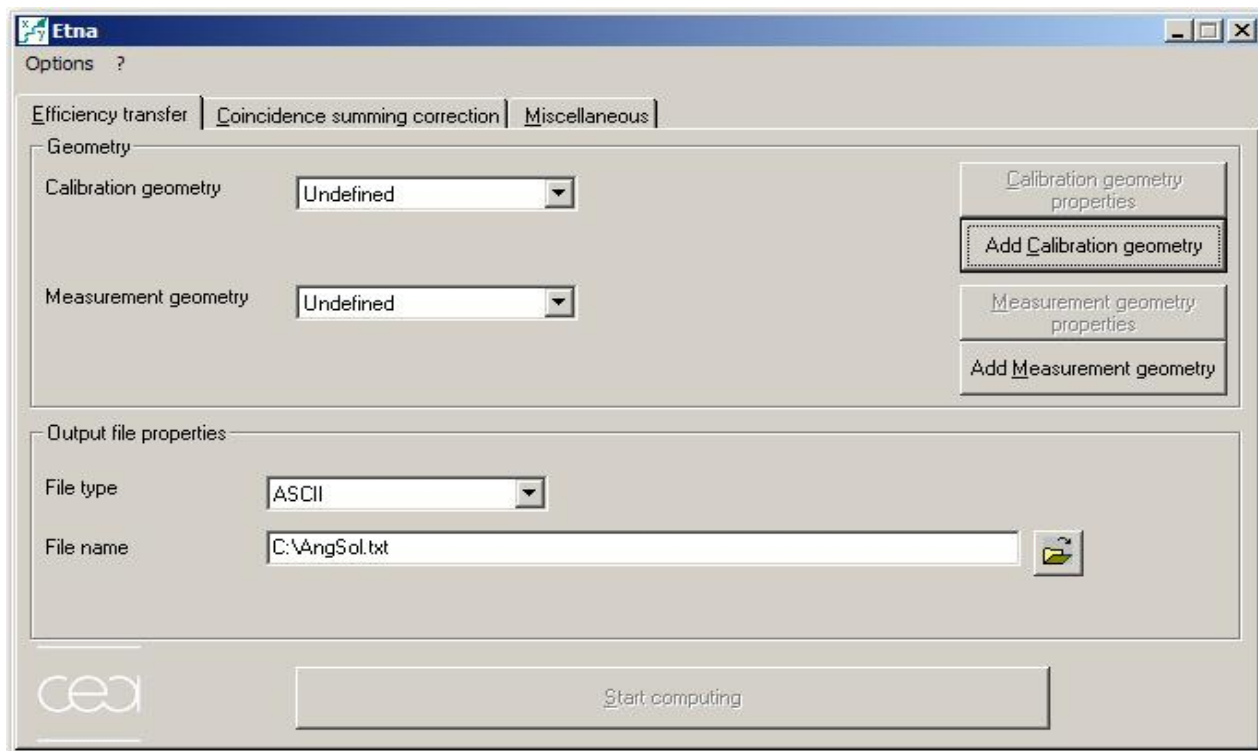 Etna
Options ?
Efficiency transfer Coincidence summing correction Miscellaneous
Geometry
Calibration geometry Undefined
Calibration geometry
properties
Add Calibration geometry
Measurement geometry Undefined
Measurement geometry
properties
Add Measurement geometry
Output file properties
File type ASCII
File name C:\AngSol.txt
cea
Start computing